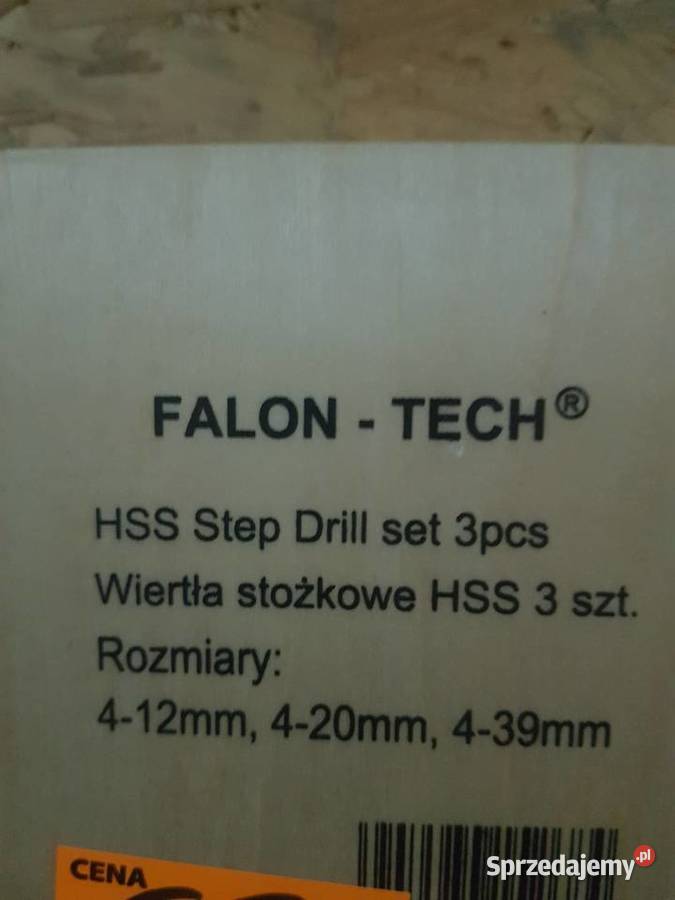 FALON - TECH®
HSS Step Drill set 3pcs
Wiertła stożkowe HSS 3 szt.
Rozmiary:
4-12mm, 4-20mm, 4-39mm
CENA
Sprzedajemy.pl